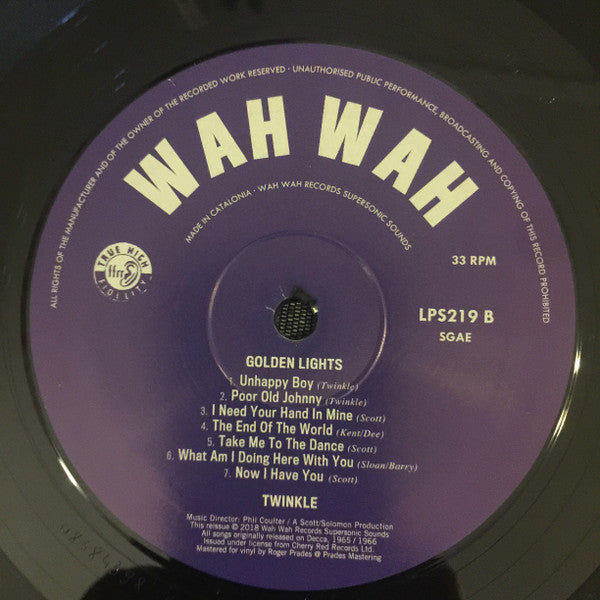 ALL RIGHTS OF THE MANUFACTURER AND OF THE OWNER OF THE RECORDED WORK RESERVED · UNAUTHORISED PUBLIC PERFORMANCE, BROADCASTING AND COPYING OF THIS RECORD PROHIBITED
WAH WAH
MADE IN CATALONIA · WAH WAH RECORDS SUPERSONIC SOUNDS
TRUE HIGH
ffrr
FIDELITY
33 RPM
LPS219 B
SGAE
GOLDEN LIGHTS
1. Unhappy Boy (Twinkle)
2. Poor Old Johnny (Twinkle)
3. I Need Your Hand In Mine (Scott)
4. The End Of The World (Kent/Dee)
5. Take Me To The Dance (Scott)
6. What Am I Doing Here With You (Sloan/Barry)
7. Now I Have You (Scott)
TWINKLE
Music Director: Phil Coulter / A Scott/Solomon Production
This reissue © 2018 Wah Wah Records Supersonic Sounds
All songs originally released on Decca, 1965 / 1966
Issued under license from Cherry Red Records Ltd.
Mastered for vinyl by Roger Prades @ Prades Mastering